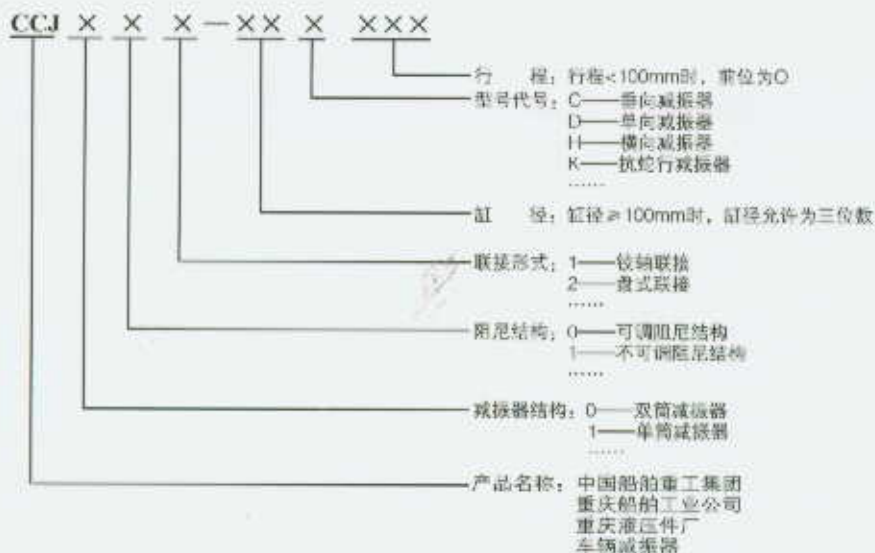 CCJ × × × — ×× × ×××
行 程：行程<100mm时，前位为O
型号代号：C——垂向减振器
D——单向减振器
H——横向减振器
K——抗蛇行减振器
……
缸 径：缸径≥100mm时，缸径允许为三位数
联接形式：1——铰轴联接
2——盘式联接
……
阻尼结构：0——可调阻尼结构
1——不可调阻尼结构
……
减振器结构：0——双筒减振器
1——单筒减振器
……
产品名称：中国船舶重工集团
重庆船舶工业公司
重庆液压件厂
车辆减振器